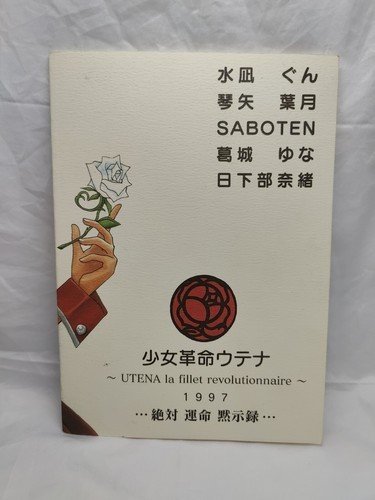 水凪 ぐん
琴矢 葉月
SABOTEN
葛城 ゆな
日下部奈緒
少女革命ウテナ
~ UTENA la fillet revolutionnaire ~
1997
…絶対 運命 黙示録…